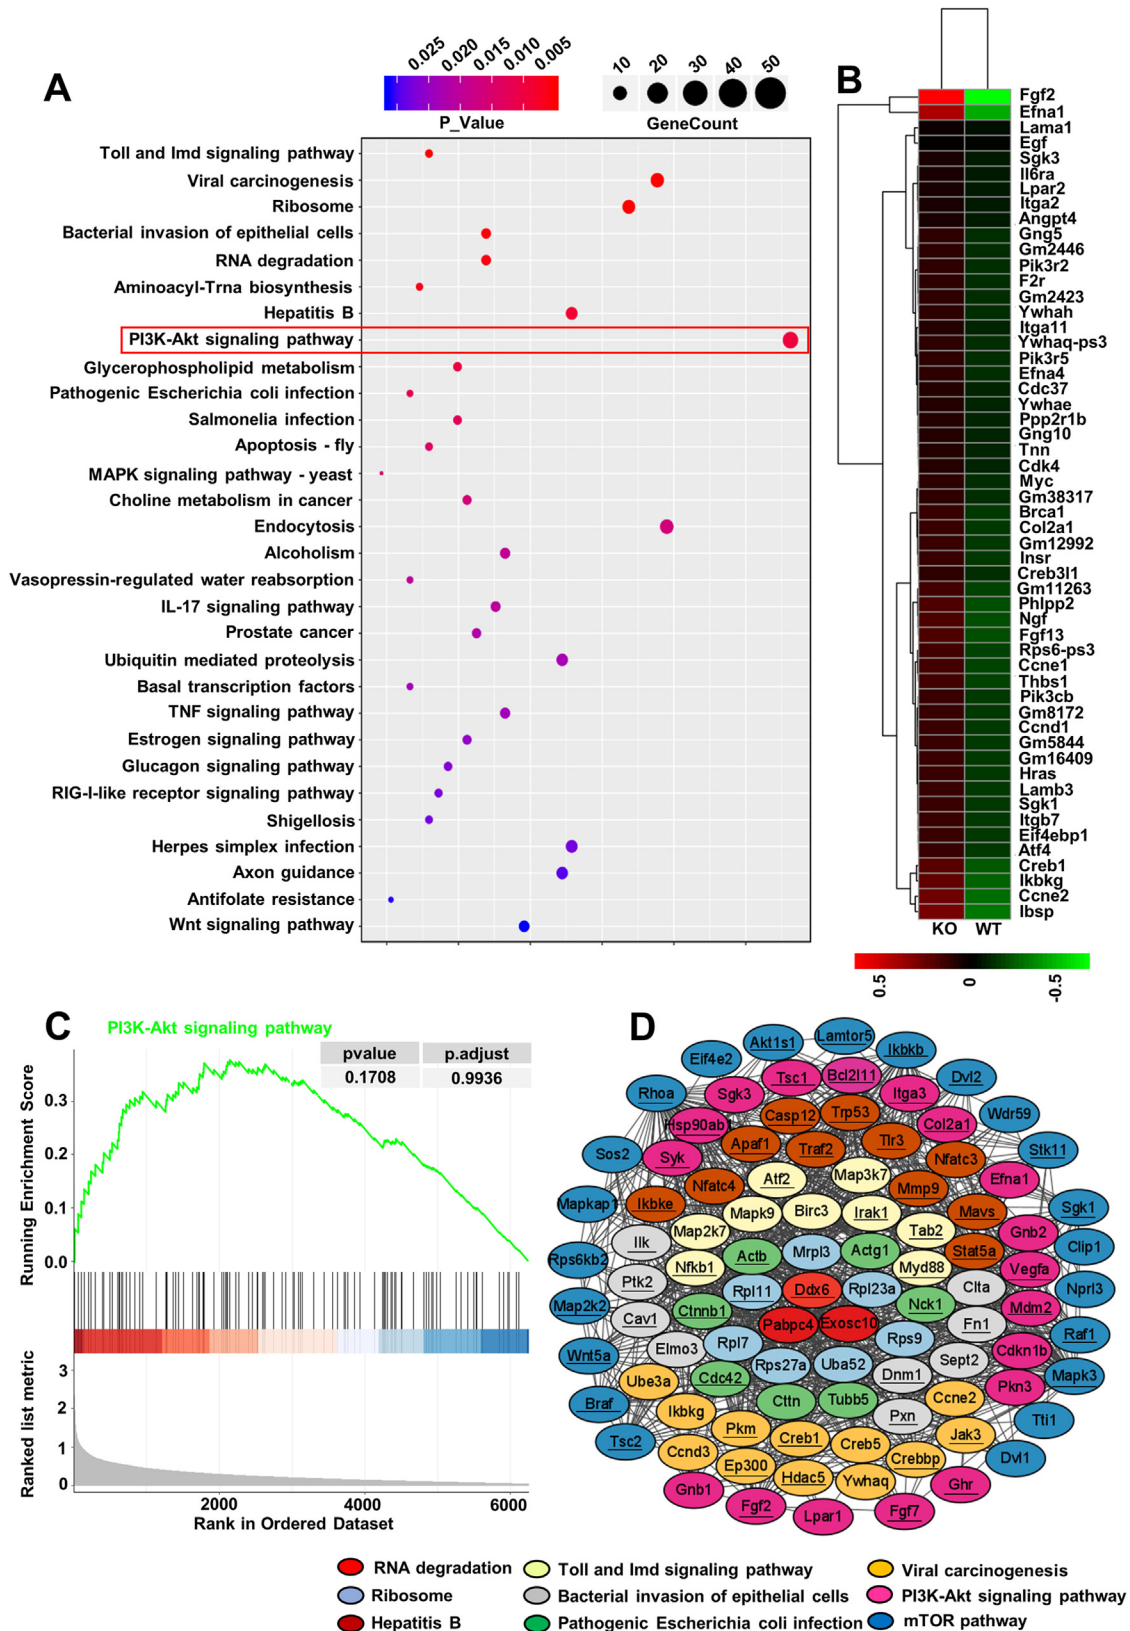 A
0.025 0.020 0.015 0.010 0.005
P_Value
10 20 30 40 50
GeneCount
Toll and Imd signaling pathway
Viral carcinogenesis
Ribosome
Bacterial invasion of epithelial cells
RNA degradation
Aminoacyl-Trna biosynthesis
Hepatitis B
PI3K-Akt signaling pathway
Glycerophospholipid metabolism
Pathogenic Escherichia coli infection
Salmonelia infection
Apoptosis - fly
MAPK signaling pathway - yeast
Choline metabolism in cancer
Endocytosis
Alcoholism
Vasopressin-regulated water reabsorption
IL-17 signaling pathway
Prostate cancer
Ubiquitin mediated proteolysis
Basal transcription factors
TNF signaling pathway
Estrogen signaling pathway
Glucagon signaling pathway
RIG-I-like receptor signaling pathway
Shigellosis
Herpes simplex infection
Axon guidance
Antifolate resistance
Wnt signaling pathway
B
Fgf2
Efna1
Lama1
Egf
Sgk3
Il6ra
Lpar2
Itga2
Angpt4
Gng5
Gm2446
Pik3r2
F2r
Gm2423
Ywhah
Itga11
Ywhaq-ps3
Pik3r5
Efna4
Cdc37
Ywhae
Ppp2r1b
Gng10
Tnn
Cdk4
Myc
Gm38317
Brca1
Col2a1
Gm12992
Insr
Creb3l1
Gm11263
Phlpp2
Ngf
Fgf13
Rps6-ps3
Ccne1
Thbs1
Pik3cb
Gm8172
Ccnd1
Gm5844
Gm16409
Hras
Lamb3
Sgk1
Itgb7
Eif4ebp1
Atf4
Creb1
Ikbkg
Ccne2
Ibsp
KO WT
0.5 0 -0.5
C
PI3K-Akt signaling pathway
pvalue p.adjust
0.1708 0.9936
Running Enrichment Score
0.3
0.2
0.1
0.0
Ranked list metric
3
2
1
0
2000 4000 6000
Rank in Ordered Dataset
D
Lamtor5
Akt1s1 Ikbkb
Eif4e2
Tsc1 Bcl2l11 Dvl2
Rhoa Sgk3 Itga3
Casp12 Trp53 Wdr59
Hsp90ab Col2a1
Apaf1 Traf2 Tlr3
Sos2 Syk Nfatc3 Stk11
Nfatc4 Atf2 Map3k7 Mmp9 Efna1
Mapkap1 Ikbke Mapk9 Birc3 Irak1 Mavs Sgk1
Map2k7 Tab2 Gnb2
Ilk Actb Mrpl3 Actg1 Stat5a Clip1
Rps6kb2 Nfkb1 Myd88 Vegfa
Ptk2 Rpl11 Ddx6 Rpl23a Clta Nprl3
Map2k2 Ctnnb1 Nck1 Mdm2
Cav1 Pabpc4 Exosc10 Fn1 Raf1
Wnt5a Elmo3 Rpl7 Rps9 Cdkn1b
Rps27a Uba52 Sept2
Ube3a Cdc42 Dnm1 Pkn3 Mapk3
Braf Cttn Tubb5 Ccne2
Ikbkg Pxn Tti1
Tsc2 Pkm Creb1 Creb5 Jak3
Ccnd3 Crebbp Dvl1
Ep300 Hdac5 Ywhaq
Gnb1 Ghr
Fgf2 Lpar1 Fgf7
RNA degradation Toll and Imd signaling pathway Viral carcinogenesis
Ribosome Bacterial invasion of epithelial cells PI3K-Akt signaling pathway
Hepatitis B Pathogenic Escherichia coli infection mTOR pathway